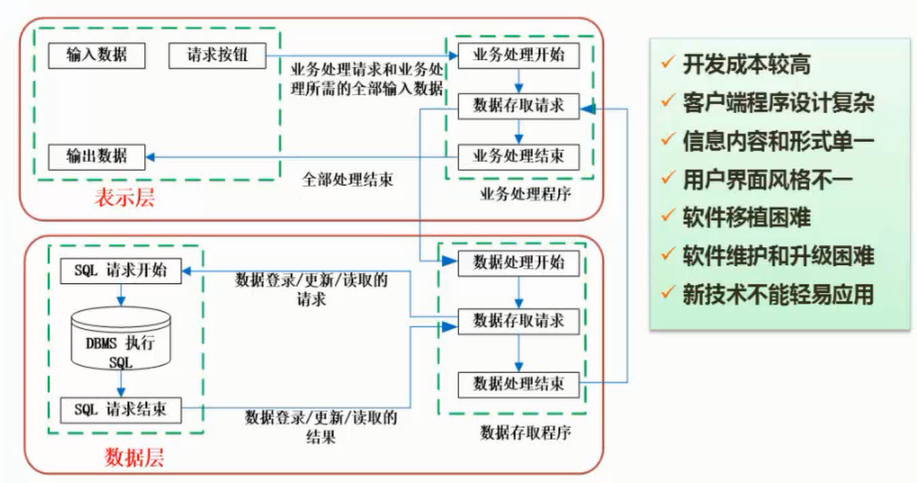 输入数据
请求按钮
业务处理开始
业务处理请求和业务处
理所需的全部输入数据
数据存取请求
输出数据
业务处理结束
全部处理结束
表示层
业务处理程序
SQL 请求开始
数据登录/更新/读取的
请求
数据处理开始
DBMS 执行
SQL
数据存取请求
数据处理结束
SQL 请求结束
数据登录/更新/读取的
结果
数据存取程序
数据层
开发成本较高
客户端程序设计复杂
信息内容和形式单一
用户界面风格不一
软件移植困难
软件维护和升级困难
新技术不能轻易应用